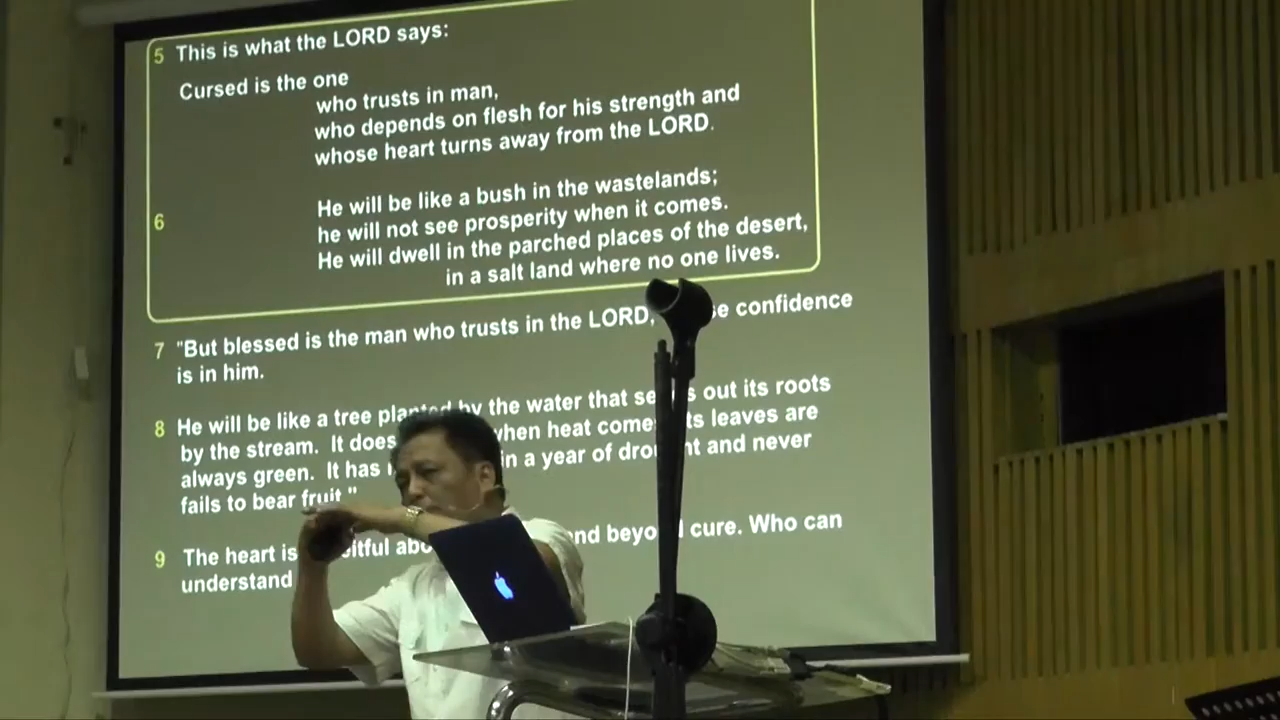 5 This is what the LORD says:
Cursed is the one
who trusts in man,
who depends on flesh for his strength and
whose heart turns away from the LORD.
6 He will be like a bush in the wastelands;
he will not see prosperity when it comes.
He will dwell in the parched places of the desert,
in a salt land where no one lives.
7 "But blessed is the man who trusts in the LORD, confidence
is in him.
8 He will be like a tree planted by the water that out its roots
by the stream. It does when heat comes leaves are
always green. It has in a year of drought and never
fails to bear fruit."
9 The heart is beyond cure. Who can
understand